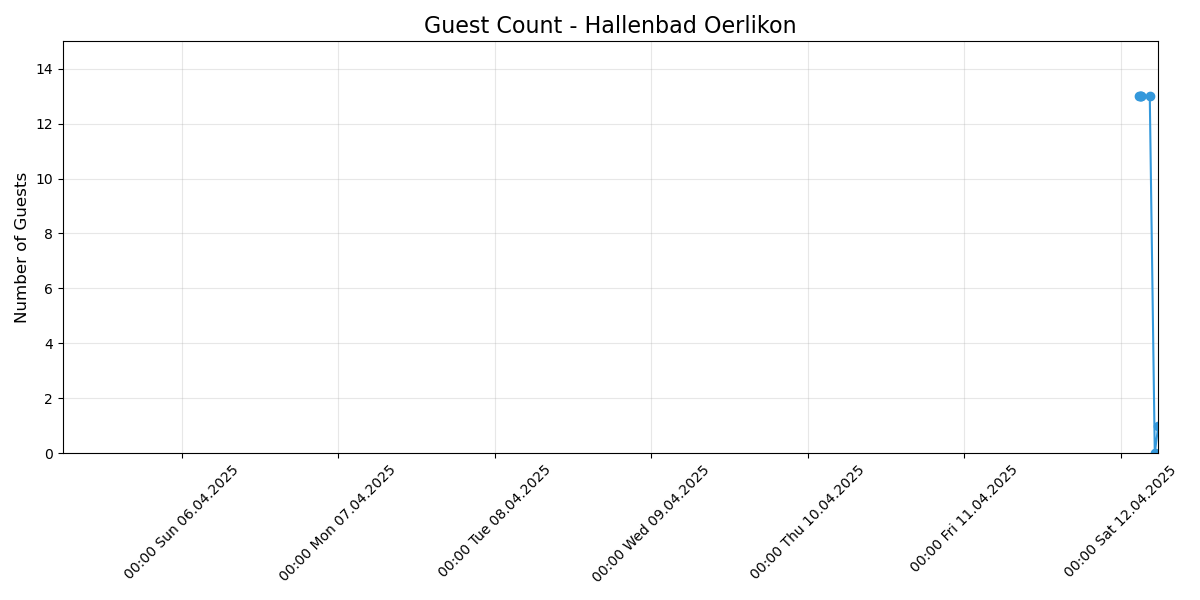 Guest Count - Hallenbad Oerlikon
Number of Guests
14
12
10
8
6
4
2
0
00:00 Sun 06.04.2025
00:00 Mon 07.04.2025
00:00 Tue 08.04.2025
00:00 Wed 09.04.2025
00:00 Thu 10.04.2025
00:00 Fri 11.04.2025
00:00 Sat 12.04.2025